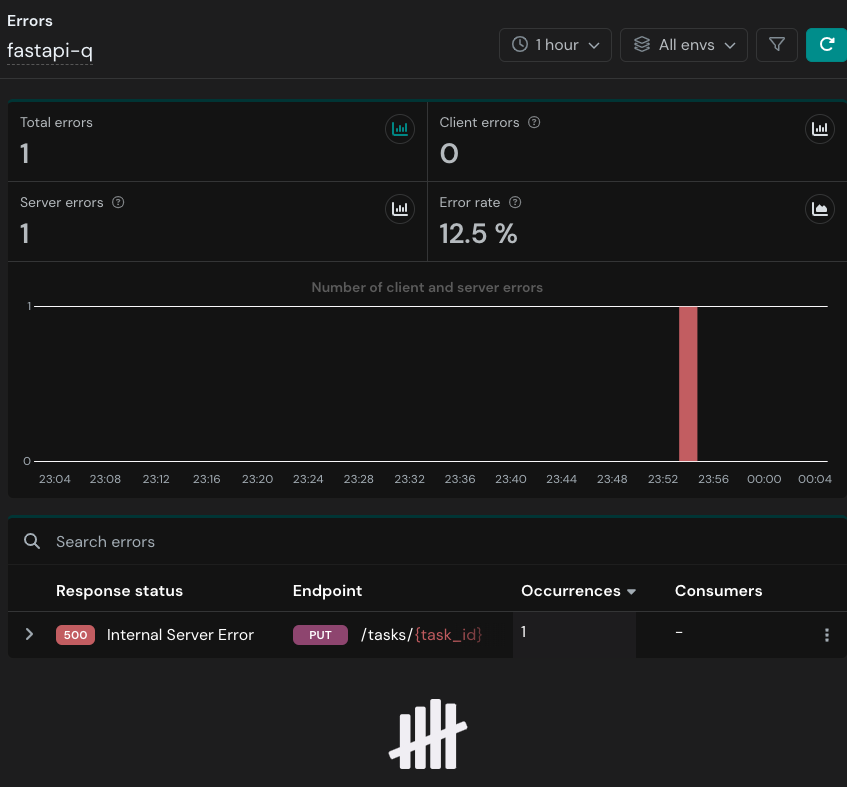 Errors
fastapi-q
1 hour
All envs
Total errors
1
Client errors
0
Server errors
1
Error rate
12.5 %
Number of client and server errors
1
0
23:04 23:08 23:12 23:16 23:20 23:24 23:28 23:32 23:36 23:40 23:44 23:48 23:52 23:56 00:00 00:04
Search errors
Response status Endpoint Occurrences Consumers
500 Internal Server Error PUT /tasks/{task_id} 1 -